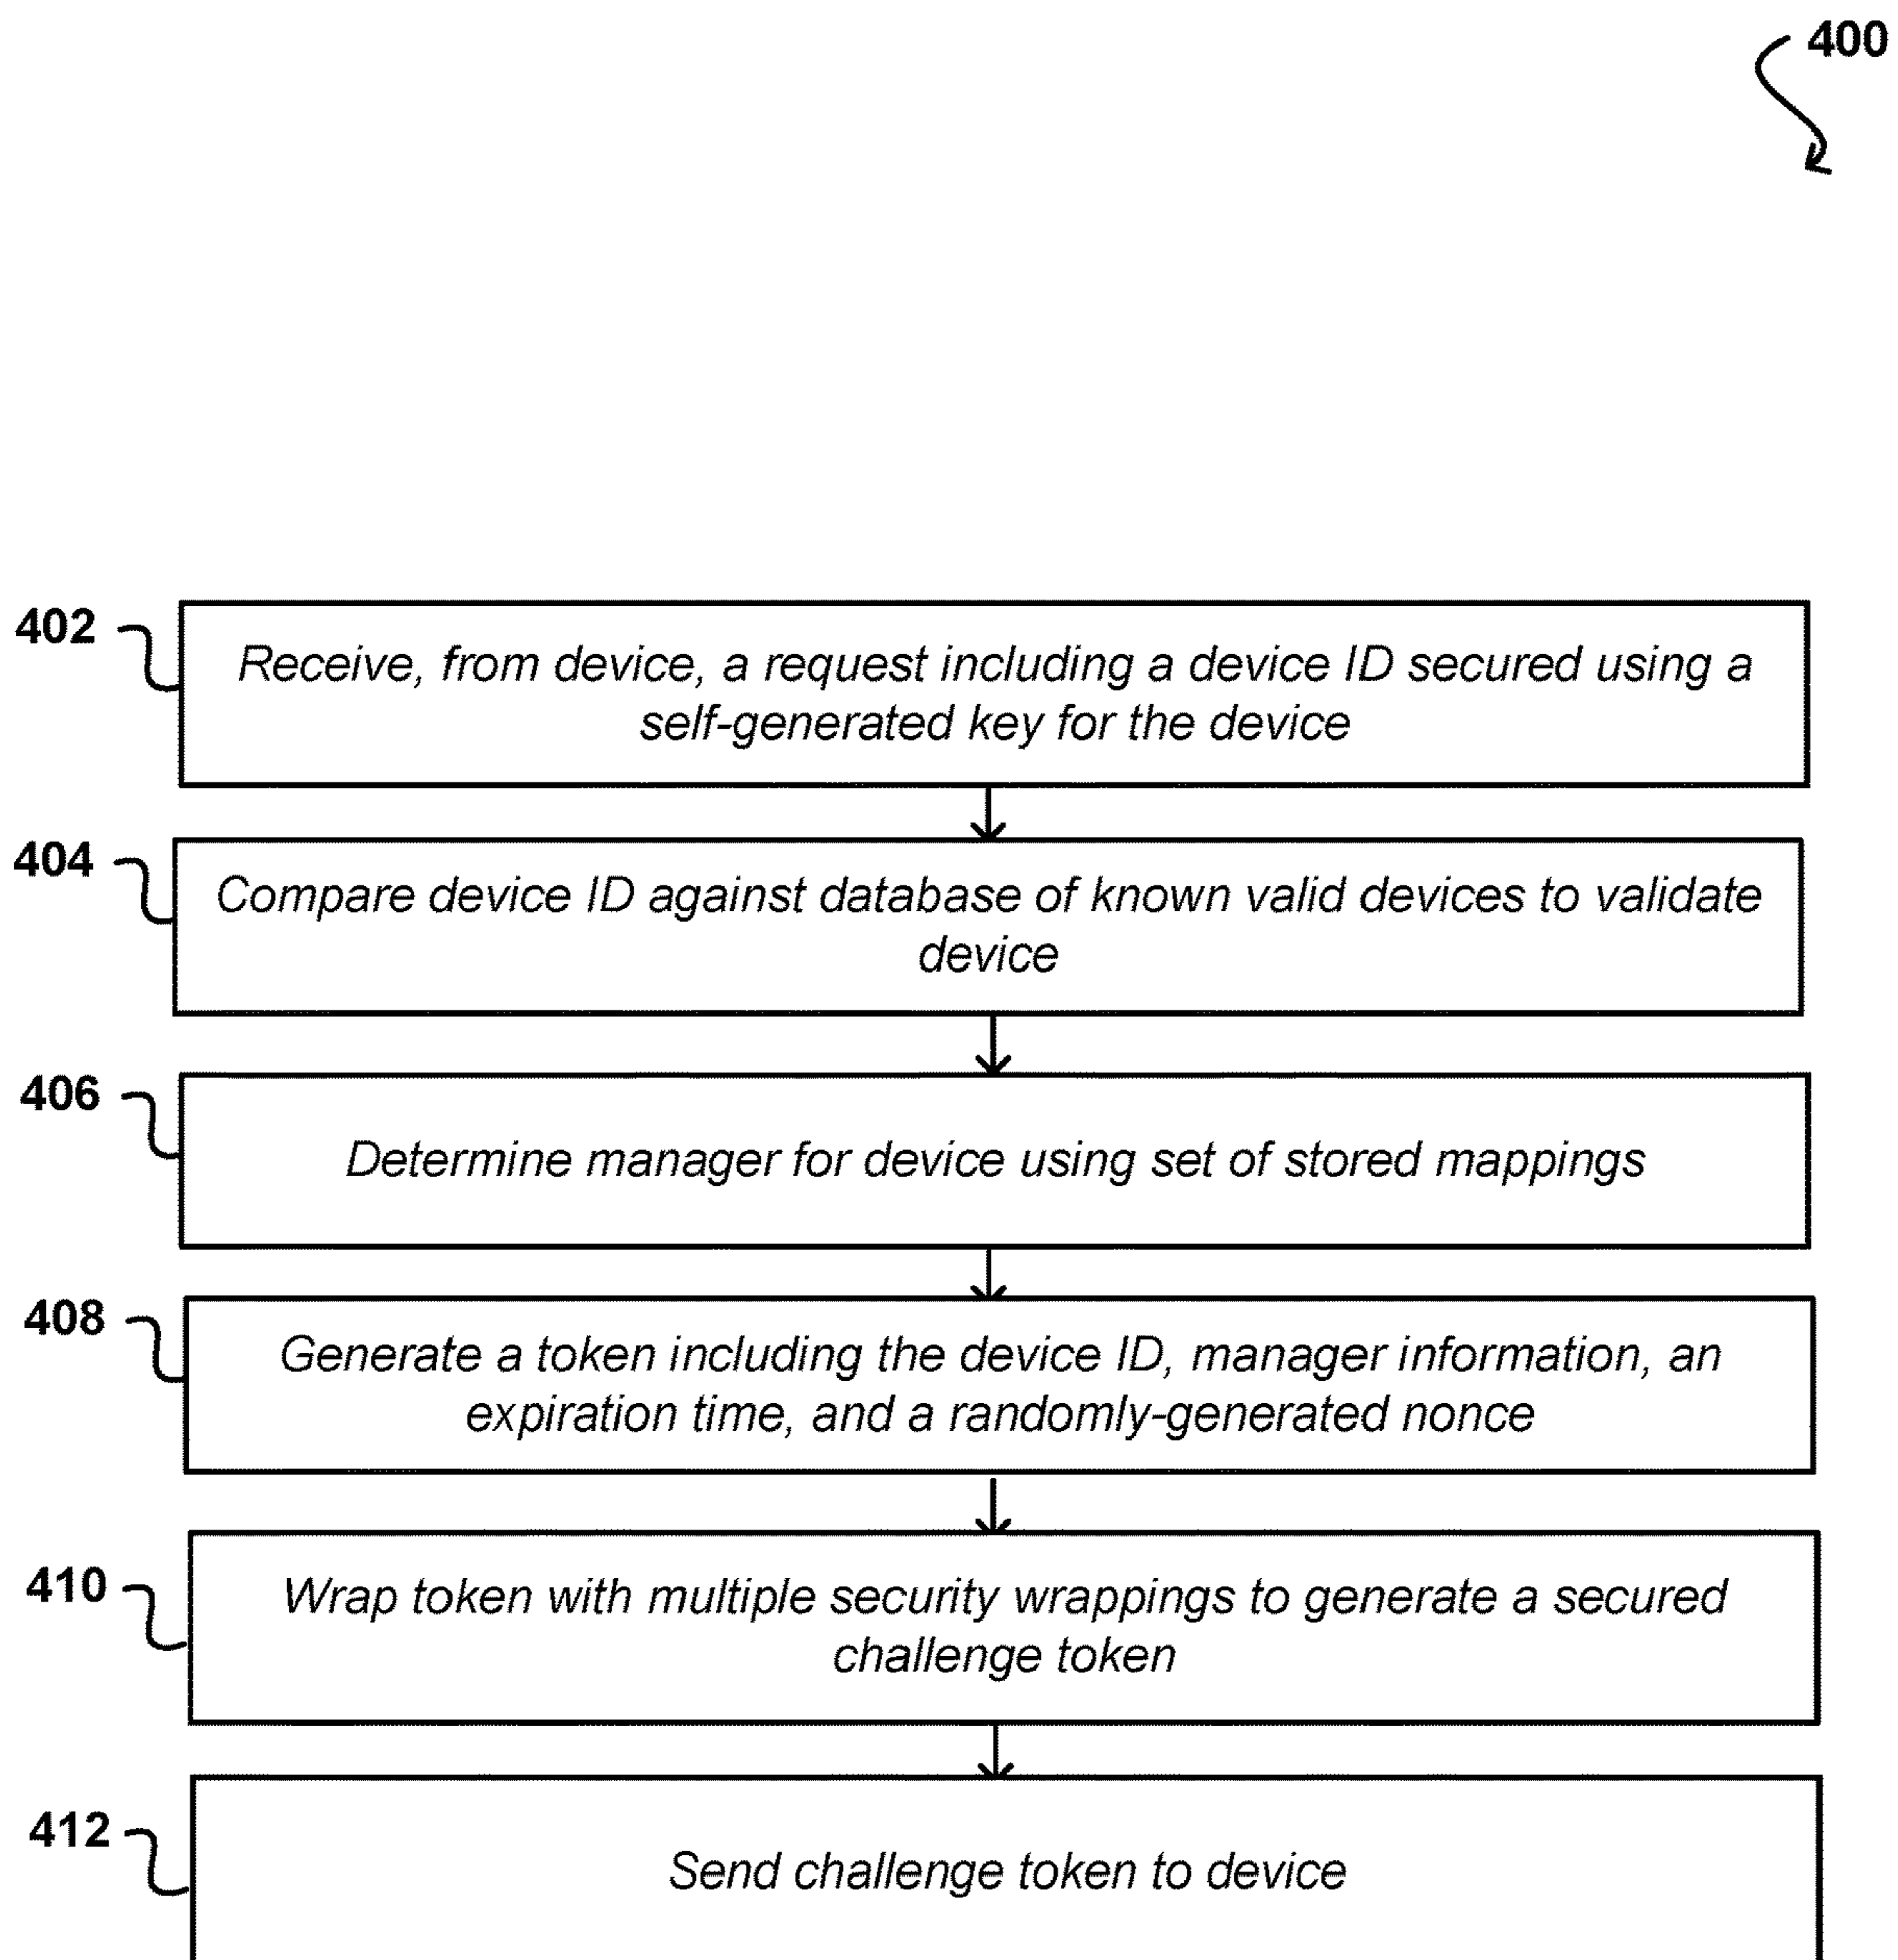 400
402
Receive, from device, a request including a device ID secured using a
self-generated key for the device
404
Compare device ID against database of known valid devices to validate
device
406
Determine manager for device using set of stored mappings
408
Generate a token including the device ID, manager information, an
expiration time, and a randomly-generated nonce
410
Wrap token with multiple security wrappings to generate a secured
challenge token
412
Send challenge token to device